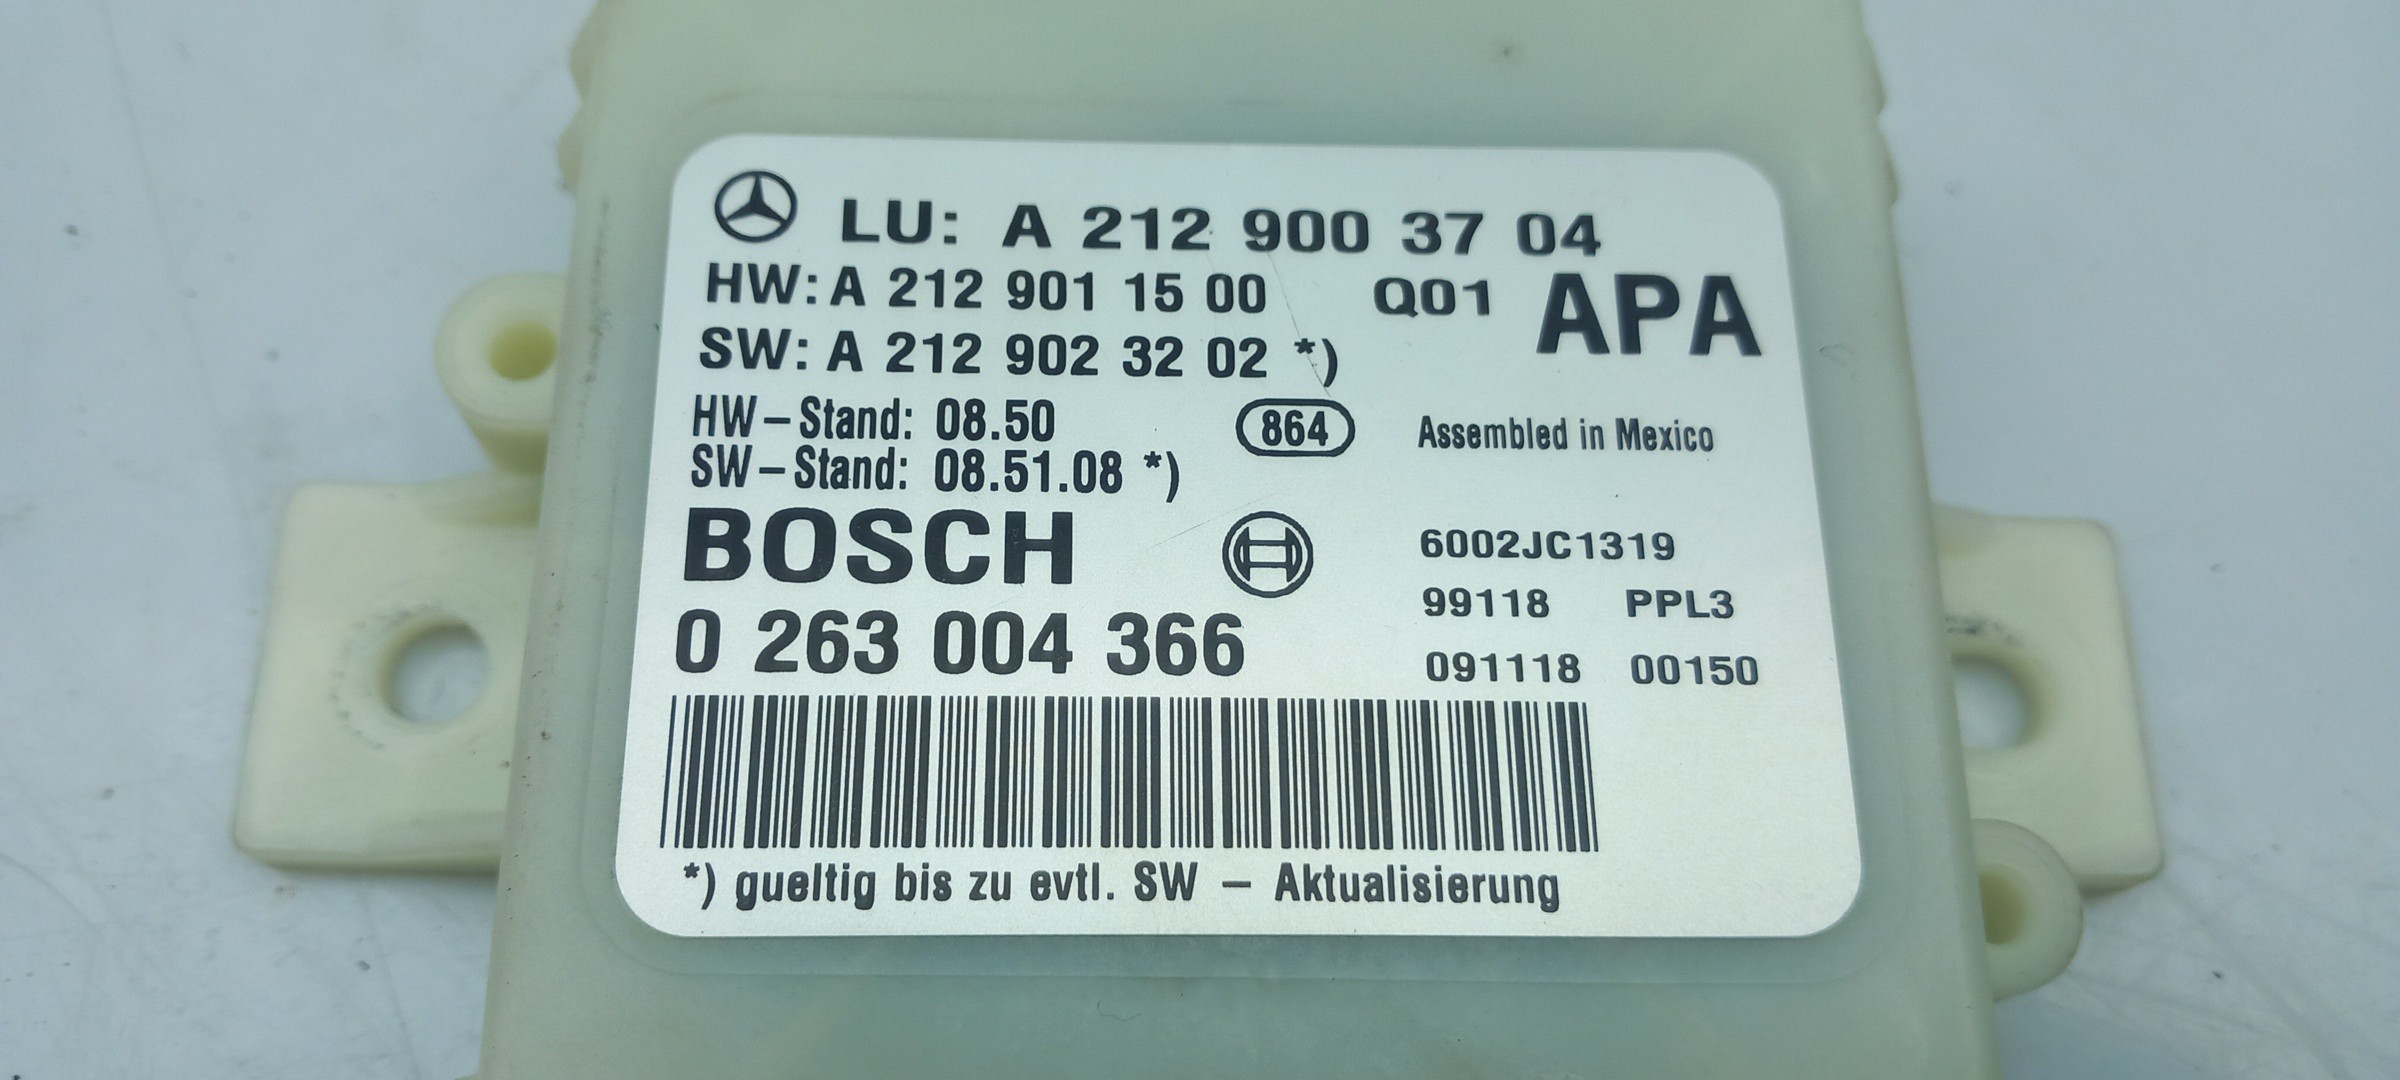 LU: A 212 900 37 04
HW: A 212 901 15 00 Q01 APA
SW: A 212 902 32 02 *)
HW–Stand: 08.50 864 Assembled in Mexico
SW–Stand: 08.51.08 *)
BOSCH 6002JC1319
99118 PPL3
0 263 004 366 091118 00150
*) gueltig bis zu evtl. SW – Aktualisierung